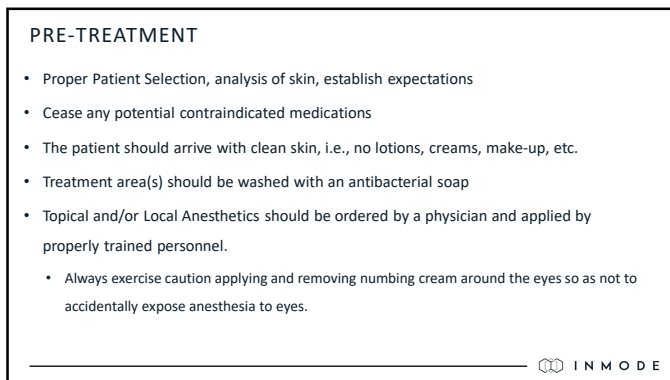 PRE-TREATMENT
• Proper Patient Selection, analysis of skin, establish expectations
• Cease any potential contraindicated medications
• The patient should arrive with clean skin, i.e., no lotions, creams, make-up, etc.
• Treatment area(s) should be washed with an antibacterial soap
• Topical and/or Local Anesthetics should be ordered by a physician and applied by
properly trained personnel.
• Always exercise caution applying and removing numbing cream around the eyes so as not to
accidentally expose anesthesia to eyes.
INMODE